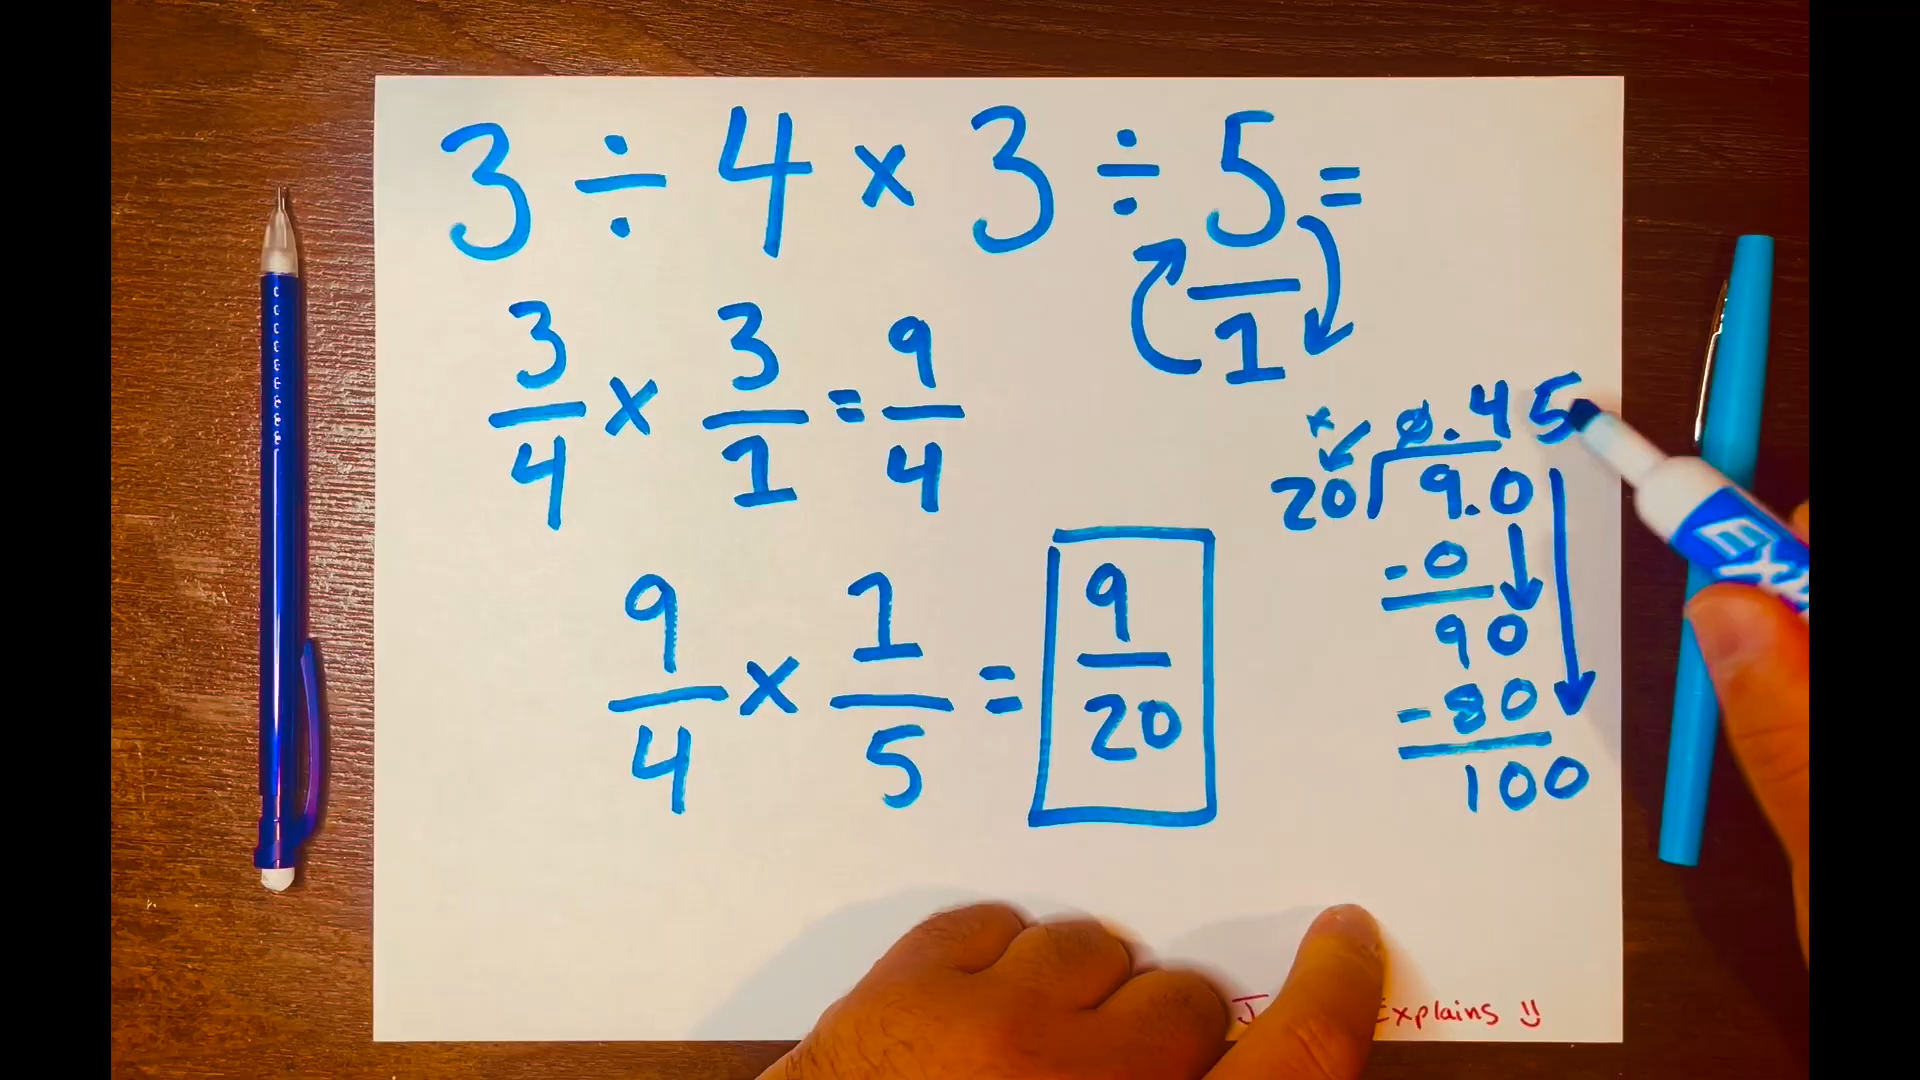 3 ÷ 4 × 3 ÷ 5 =
1
3/4 × 3/1 = 9/4
9/4 × 1/5 = 9/20
×
0.45
20 9.0
-0
90
-80
100
Explains